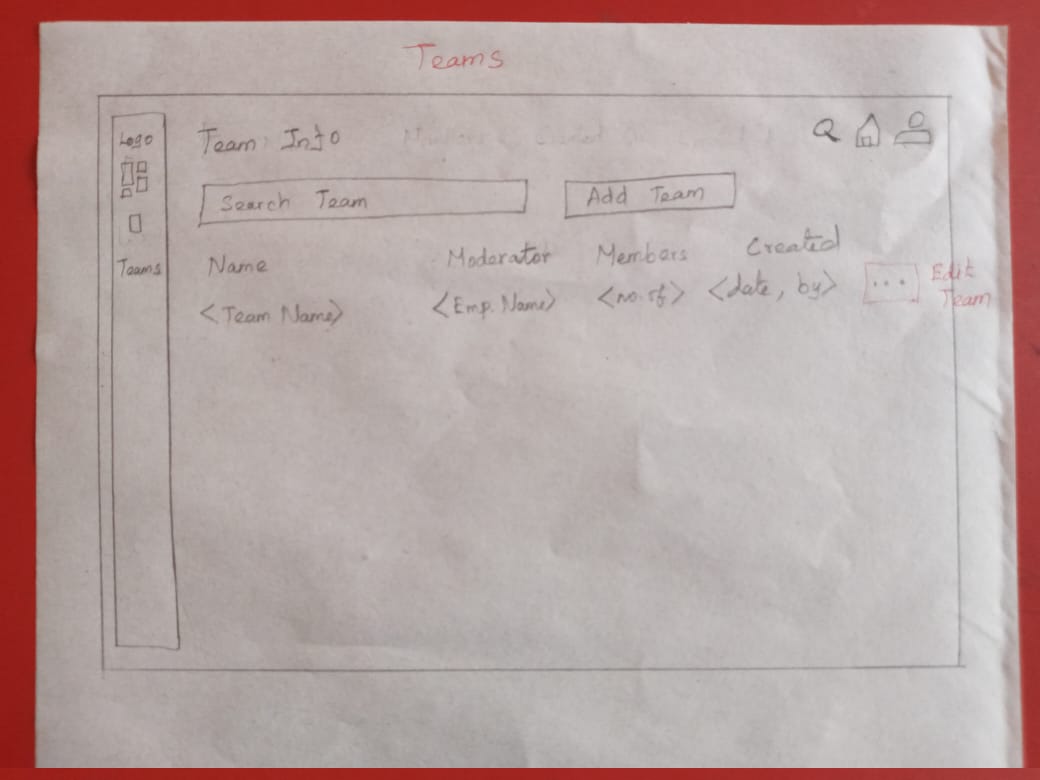 Teams
Logo
Team Info
Search Team
Add Team
Teams
Name Moderator Members Created
<Team Name> <Emp. Name> <no. of> <date, by> ... Edit Team